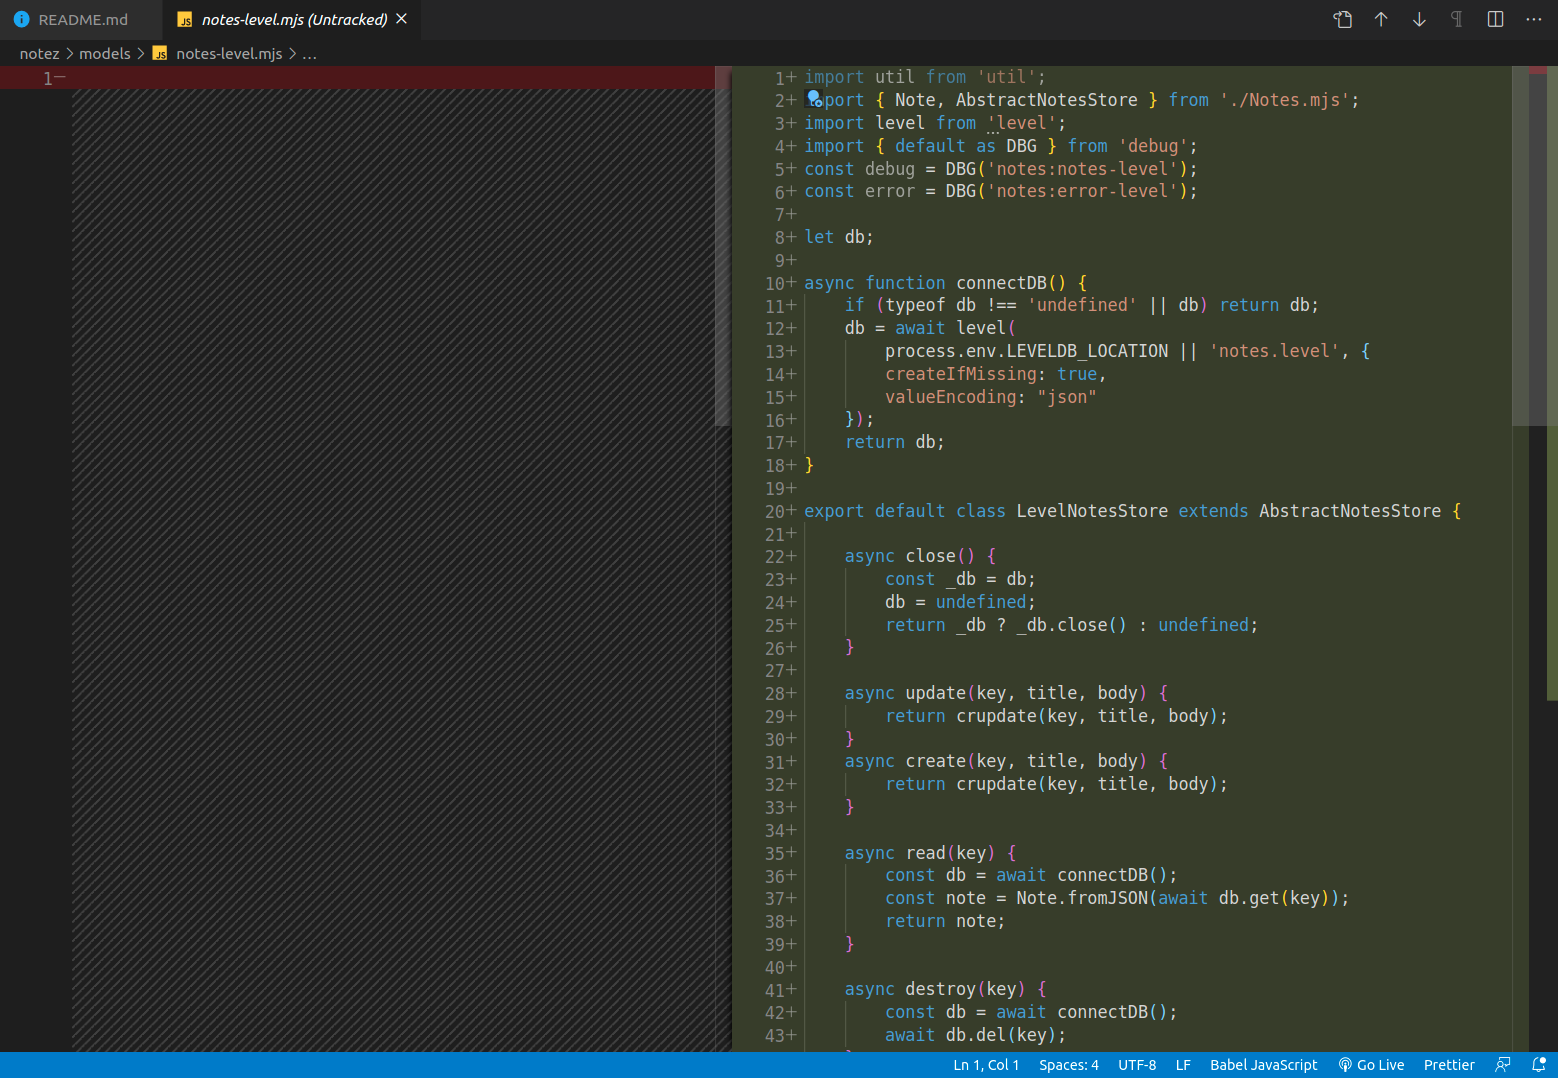 README.md
JS notes-level.mjs (Untracked) ×
notez > models > JS notes-level.mjs > ...
1−
1+ import util from 'util';
2+ port { Note, AbstractNotesStore } from './Notes.mjs';
3+ import level from 'level';
4+ import { default as DBG } from 'debug';
5+ const debug = DBG('notes:notes-level');
6+ const error = DBG('notes:error-level');
7+
8+ let db;
9+
10+ async function connectDB() {
11+     if (typeof db !== 'undefined' || db) return db;
12+     db = await level(
13+         process.env.LEVELDB_LOCATION || 'notes.level', {
14+         createIfMissing: true,
15+         valueEncoding: "json"
16+     });
17+     return db;
18+ }
19+
20+ export default class LevelNotesStore extends AbstractNotesStore {
21+
22+     async close() {
23+         const _db = db;
24+         db = undefined;
25+         return _db ? _db.close() : undefined;
26+     }
27+
28+     async update(key, title, body) {
29+         return crupdate(key, title, body);
30+     }
31+     async create(key, title, body) {
32+         return crupdate(key, title, body);
33+     }
34+
35+     async read(key) {
36+         const db = await connectDB();
37+         const note = Note.fromJSON(await db.get(key));
38+         return note;
39+     }
40+
41+     async destroy(key) {
42+         const db = await connectDB();
43+         await db.del(key);
Ln 1, Col 1 Spaces: 4 UTF-8 LF Babel JavaScript Go Live Prettier